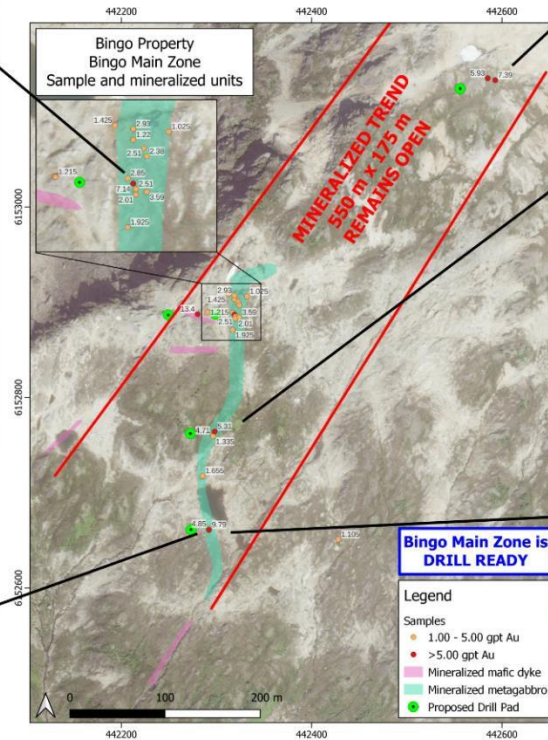 442200
442400
442600
Bingo Property
Bingo Main Zone
Sample and mineralized units
1.425
2.93
1.025
1.22
2.51
2.38
1.215
2.85
7.14
2.51
2.01
3.59
1.925
5.93
7.39
MINERALIZED TREND
550 m x 175 m
REMAINS OPEN
6153000
2.93
1.025
1.425
13.4
1.215
3.59
2.51
2.01
1.925
6152800
4.71
5.31
1.335
1.655
4.85
9.79
1.105
6152600
Bingo Main Zone is
DRILL READY
Legend
Samples
1.00 - 5.00 gpt Au
>5.00 gpt Au
Mineralized mafic dyke
Mineralized metagabbro
Proposed Drill Pad
0
100
200 m
442200
442400
442600